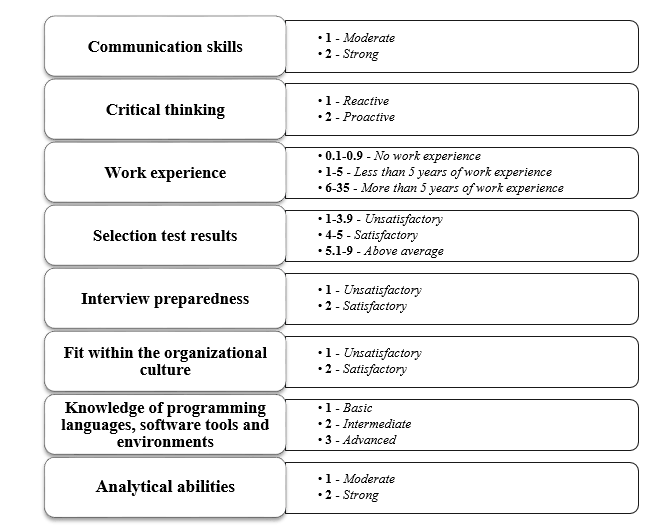 Communication skills
• 1 - Moderate
• 2 - Strong
Critical thinking
• 1 - Reactive
• 2 - Proactive
Work experience
• 0.1-0.9 - No work experience
• 1-5 - Less than 5 years of work experience
• 6-35 - More than 5 years of work experience
Selection test results
• 1-3.9 - Unsatisfactory
• 4-5 - Satisfactory
• 5.1-9 - Above average
Interview preparedness
• 1 - Unsatisfactory
• 2 - Satisfactory
Fit within the organizational
culture
• 1 - Unsatisfactory
• 2 - Satisfactory
Knowledge of programming
languages, software tools and
environments
• 1 - Basic
• 2 - Intermediate
• 3 - Advanced
Analytical abilities
• 1 - Moderate
• 2 - Strong